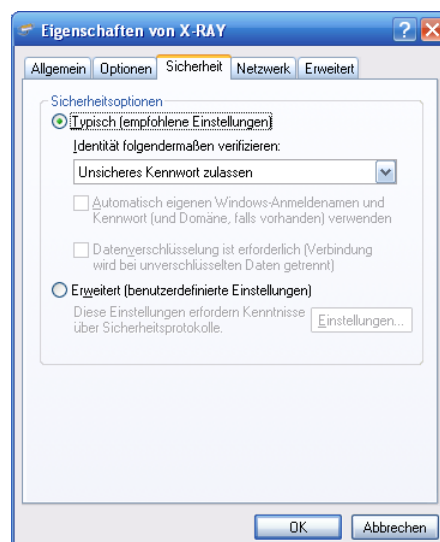 Eigenschaften von X-RAY
Allgemein Optionen Sicherheit Netzwerk Erweitert
Sicherheitsoptionen
Typisch (empfohlene Einstellungen)
Identität folgendermaßen verifizieren:
Unsicheres Kennwort zulassen
Automatisch eigenen Windows-Anmeldenamen und
Kennwort (und Domäne, falls vorhanden) verwenden
Datenverschlüsselung ist erforderlich (Verbindung
wird bei unverschlüsselten Daten getrennt)
Erweitert (benutzerdefinierte Einstellungen)
Diese Einstellungen erfordern Kenntnisse
über Sicherheitsprotokolle.
Einstellungen...
OK Abbrechen